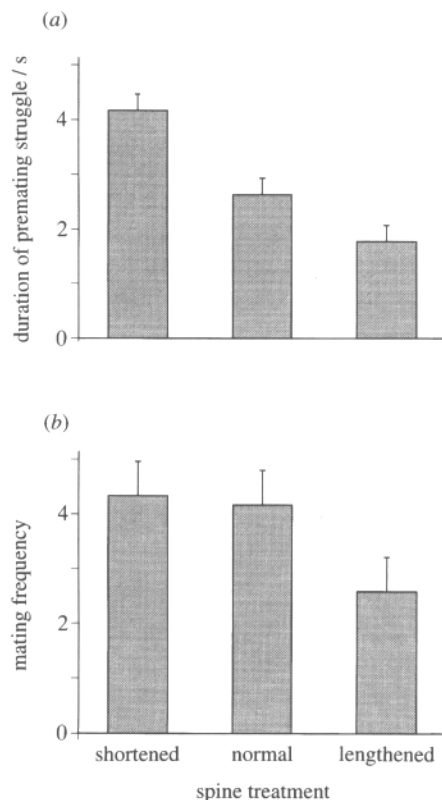 (a)
duration of premating struggle / s
4
2
0
(b)
mating frequency
4
2
0
shortened normal lengthened
spine treatment